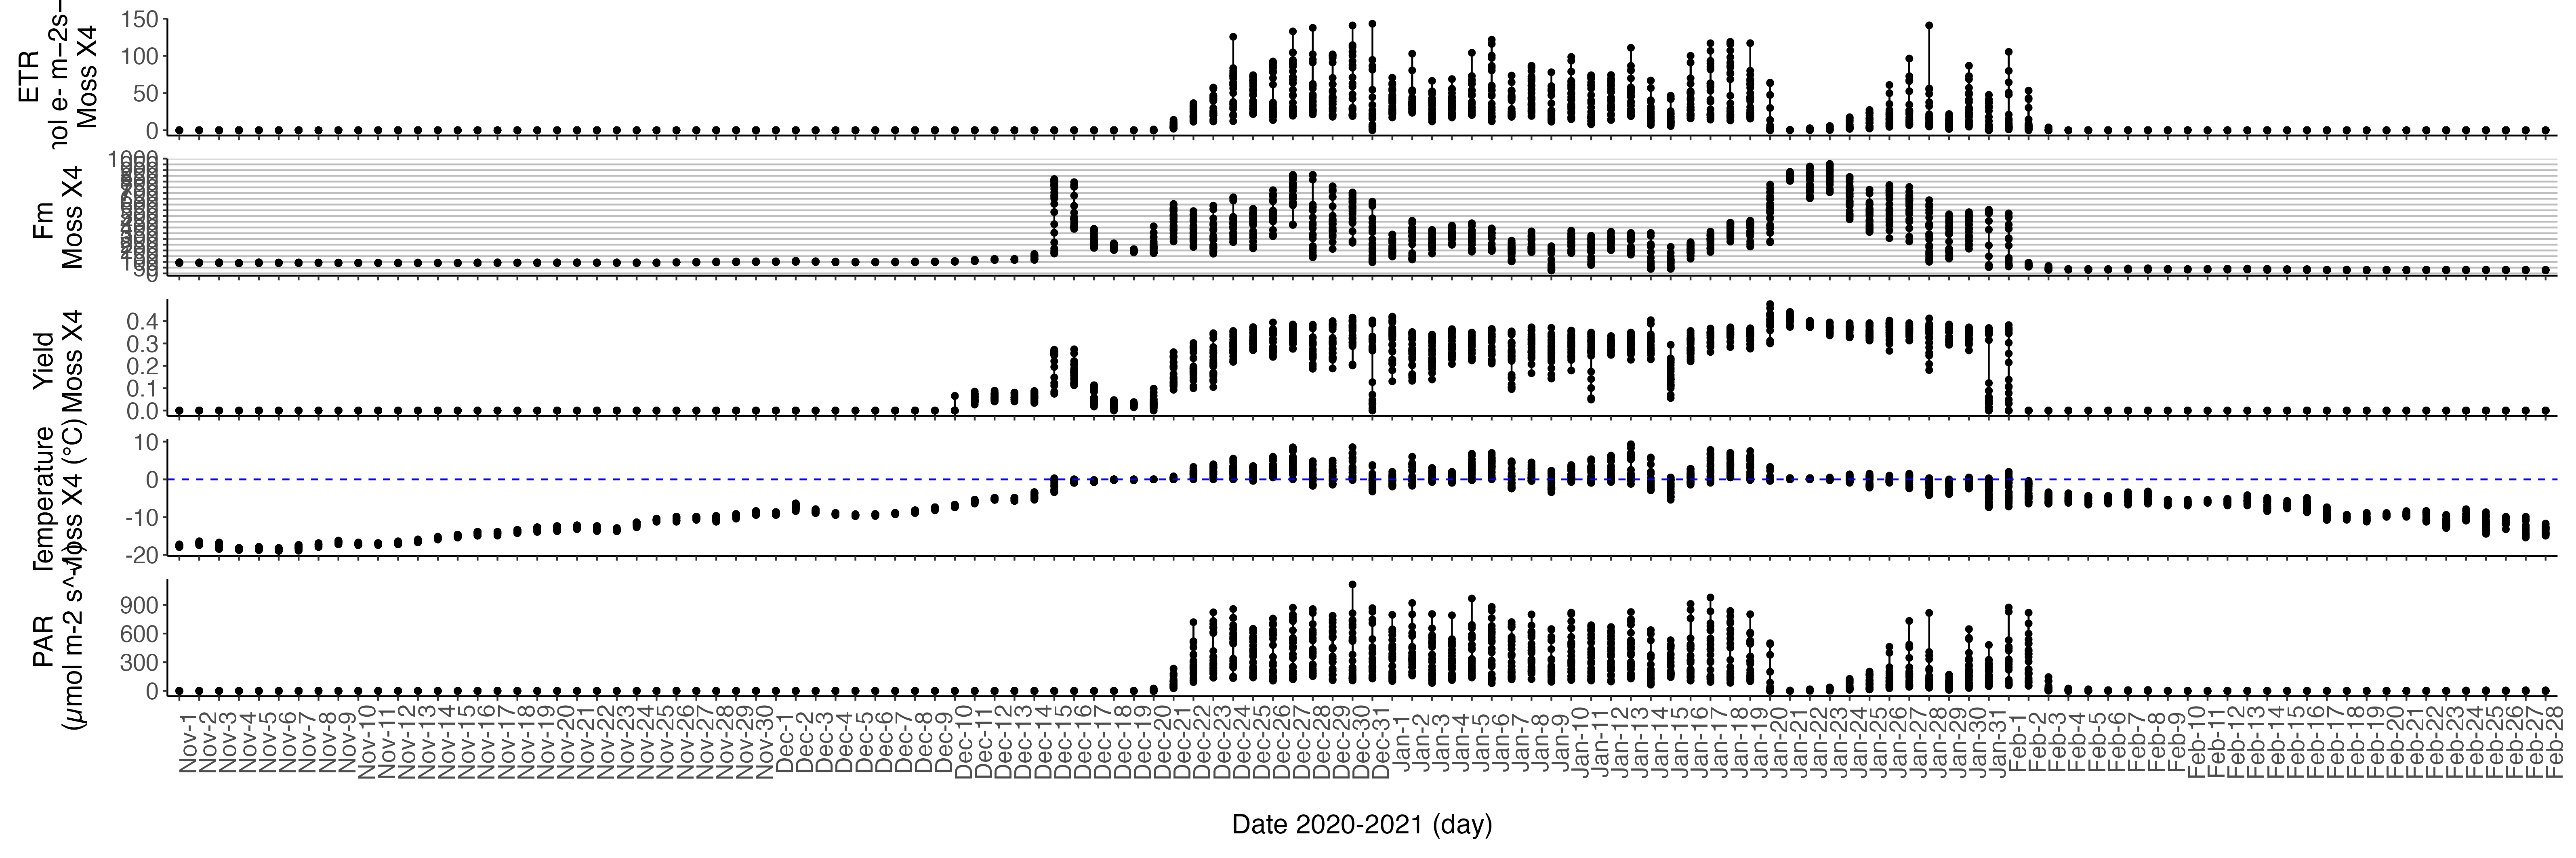 ETR
nol e- m−2s−
Moss X4
150
100
50
0
Fm
Moss X4
1000
0
Yield
Moss X4
0.4
0.3
0.2
0.1
0.0
Temperature
Moss X4 (°C)
10
0
-10
-20
PAR
(µmol m-2 s^-1)
900
600
300
0
Nov-1
Nov-2
Nov-3
Nov-4
Nov-5
Nov-6
Nov-7
Nov-8
Nov-9
Nov-10
Nov-11
Nov-12
Nov-13
Nov-14
Nov-15
Nov-16
Nov-17
Nov-18
Nov-19
Nov-20
Nov-21
Nov-22
Nov-23
Nov-24
Nov-25
Nov-26
Nov-27
Nov-28
Nov-29
Nov-30
Dec-1
Dec-2
Dec-3
Dec-4
Dec-5
Dec-6
Dec-7
Dec-8
Dec-9
Dec-10
Dec-11
Dec-12
Dec-13
Dec-14
Dec-15
Dec-16
Dec-17
Dec-18
Dec-19
Dec-20
Dec-21
Dec-22
Dec-23
Dec-24
Dec-25
Dec-26
Dec-27
Dec-28
Dec-29
Dec-30
Dec-31
Jan-1
Jan-2
Jan-3
Jan-4
Jan-5
Jan-6
Jan-7
Jan-8
Jan-9
Jan-10
Jan-11
Jan-12
Jan-13
Jan-14
Jan-15
Jan-16
Jan-17
Jan-18
Jan-19
Jan-20
Jan-21
Jan-22
Jan-23
Jan-24
Jan-25
Jan-26
Jan-27
Jan-28
Jan-29
Jan-30
Jan-31
Feb-1
Feb-2
Feb-3
Feb-4
Feb-5
Feb-6
Feb-7
Feb-8
Feb-9
Feb-10
Feb-11
Feb-12
Feb-13
Feb-14
Feb-15
Feb-16
Feb-17
Feb-18
Feb-19
Feb-20
Feb-21
Feb-22
Feb-23
Feb-24
Feb-25
Feb-26
Feb-27
Feb-28
Date 2020-2021 (day)